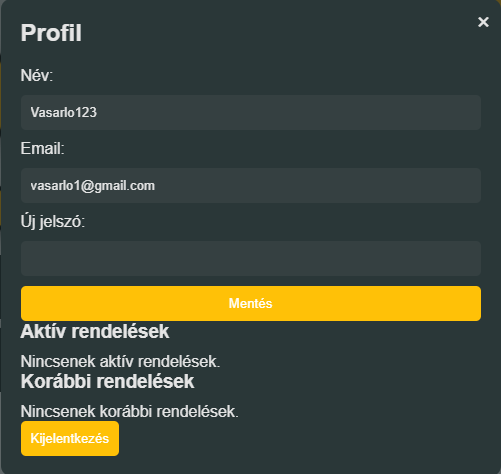 Profil
×
Név:
Vasarlo123
Email:
vasarlo1@gmail.com
Új jelszó:
Mentés
Aktív rendelések
Nincsenek aktív rendelések.
Korábbi rendelések
Nincsenek korábbi rendelések.
Kijelentkezés